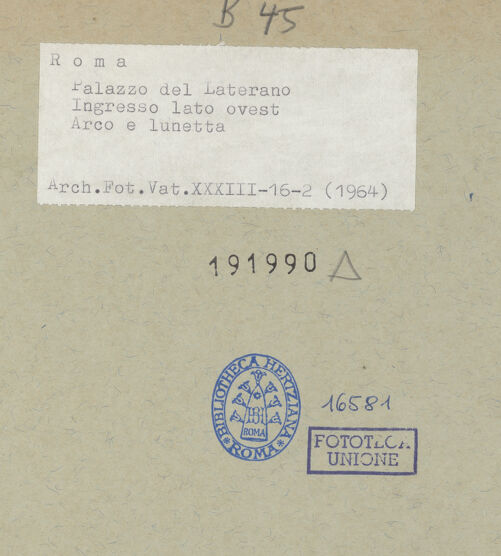 B 45
Roma
Palazzo del Laterano
Ingresso lato ovest
Arco e lunetta
Arch.Fot.Vat.XXXIII-16-2 (1964)
191990
BIBLIOTHECA HERTZIANA
ROMA
ROMA
16581
FOTOTECA
UNIONE